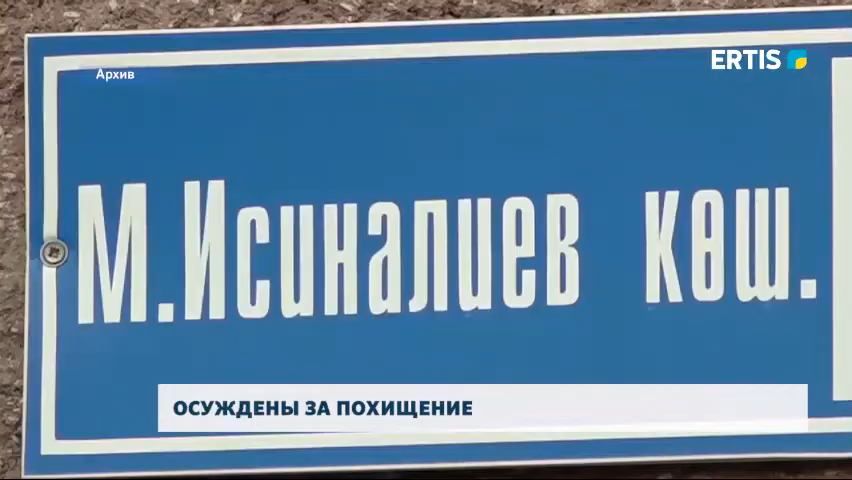 ERTIS
Архив
М.Исиналиев көш.
ОСУЖДЕНЫ ЗА ПОХИЩЕНИЕ